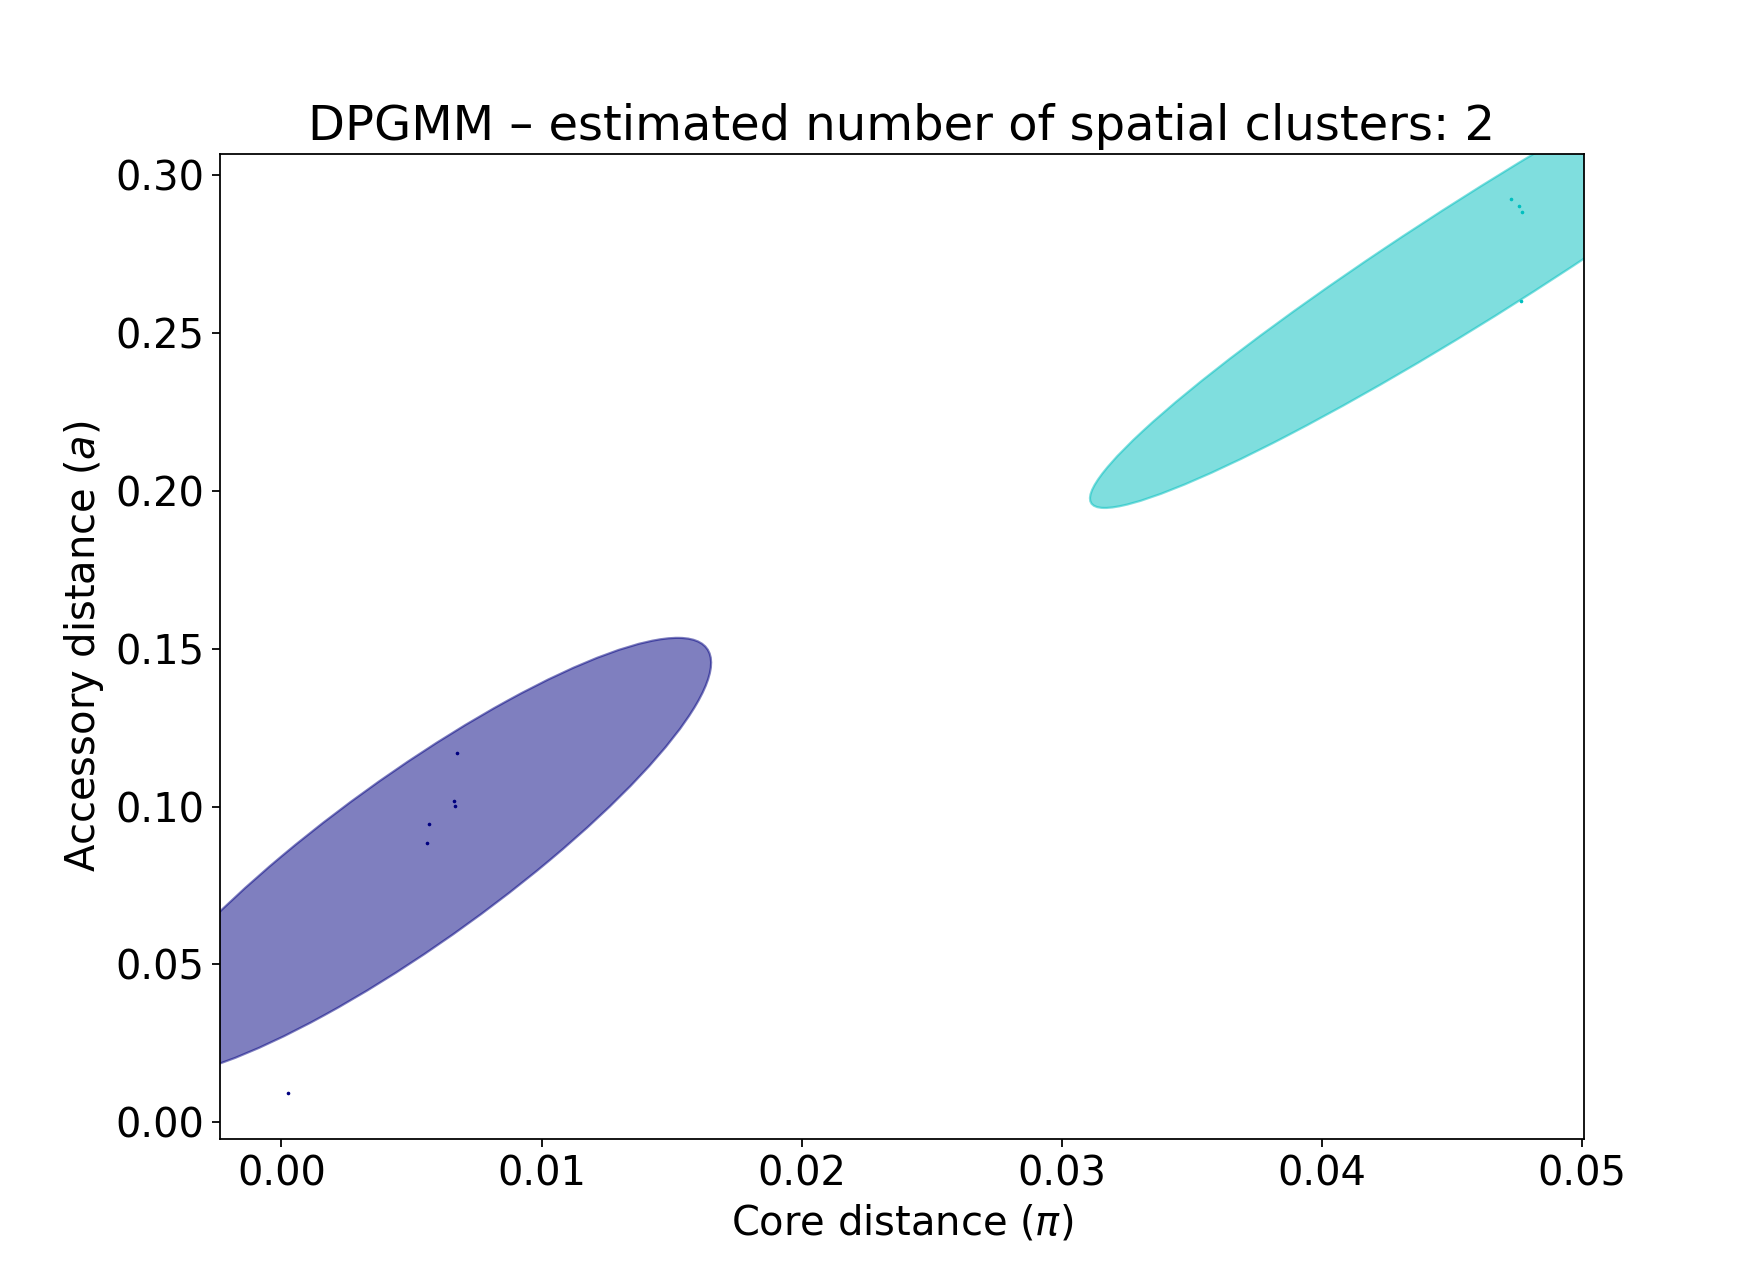 DPGMM – estimated number of spatial clusters: 2
0.30
0.25
0.20
0.15
0.10
0.05
0.00
Accessory distance (a)
0.00 0.01 0.02 0.03 0.04 0.05
Core distance (π)